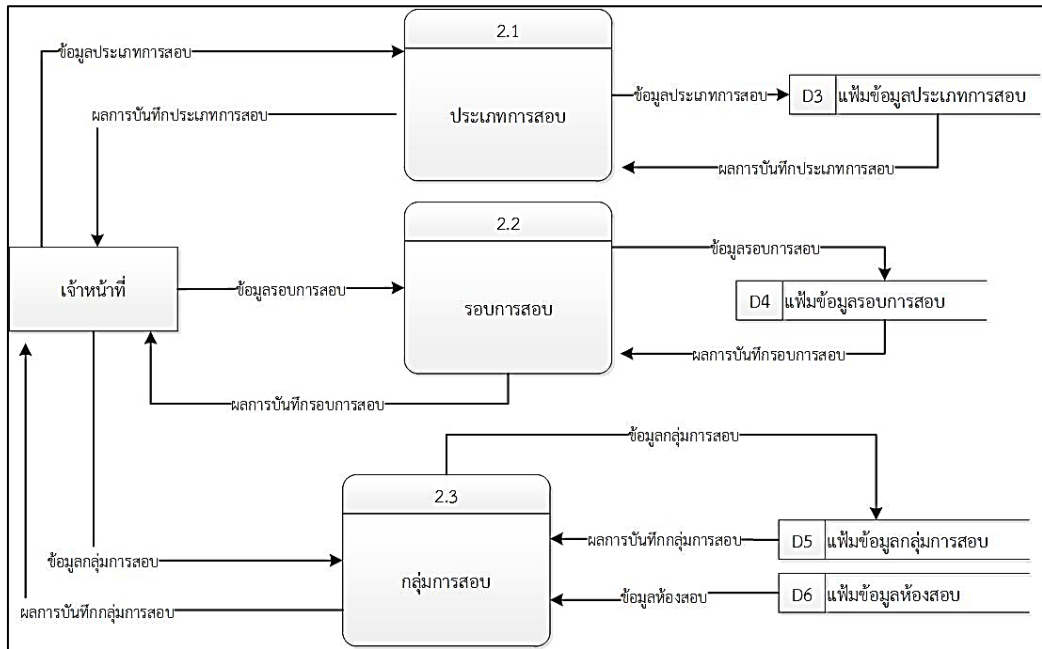 2.1
ข้อมูลประเภทการสอบ
ข้อมูลประเภทการสอบ
D3 แฟ้มข้อมูลประเภทการสอบ
ผลการบันทึกประเภทการสอบ
ประเภทการสอบ
ผลการบันทึกประเภทการสอบ
2.2
ข้อมูลรอบการสอบ
เจ้าหน้าที่
ข้อมูลรอบการสอบ
รอบการสอบ
D4 แฟ้มข้อมูลรอบการสอบ
ผลการบันทึกรอบการสอบ
ผลการบันทึกรอบการสอบ
ข้อมูลกลุ่มการสอบ
2.3
ผลการบันทึกกลุ่มการสอบ
D5 แฟ้มข้อมูลกลุ่มการสอบ
ข้อมูลกลุ่มการสอบ
กลุ่มการสอบ
ข้อมูลห้องสอบ
D6 แฟ้มข้อมูลห้องสอบ
ผลการบันทึกกลุ่มการสอบ